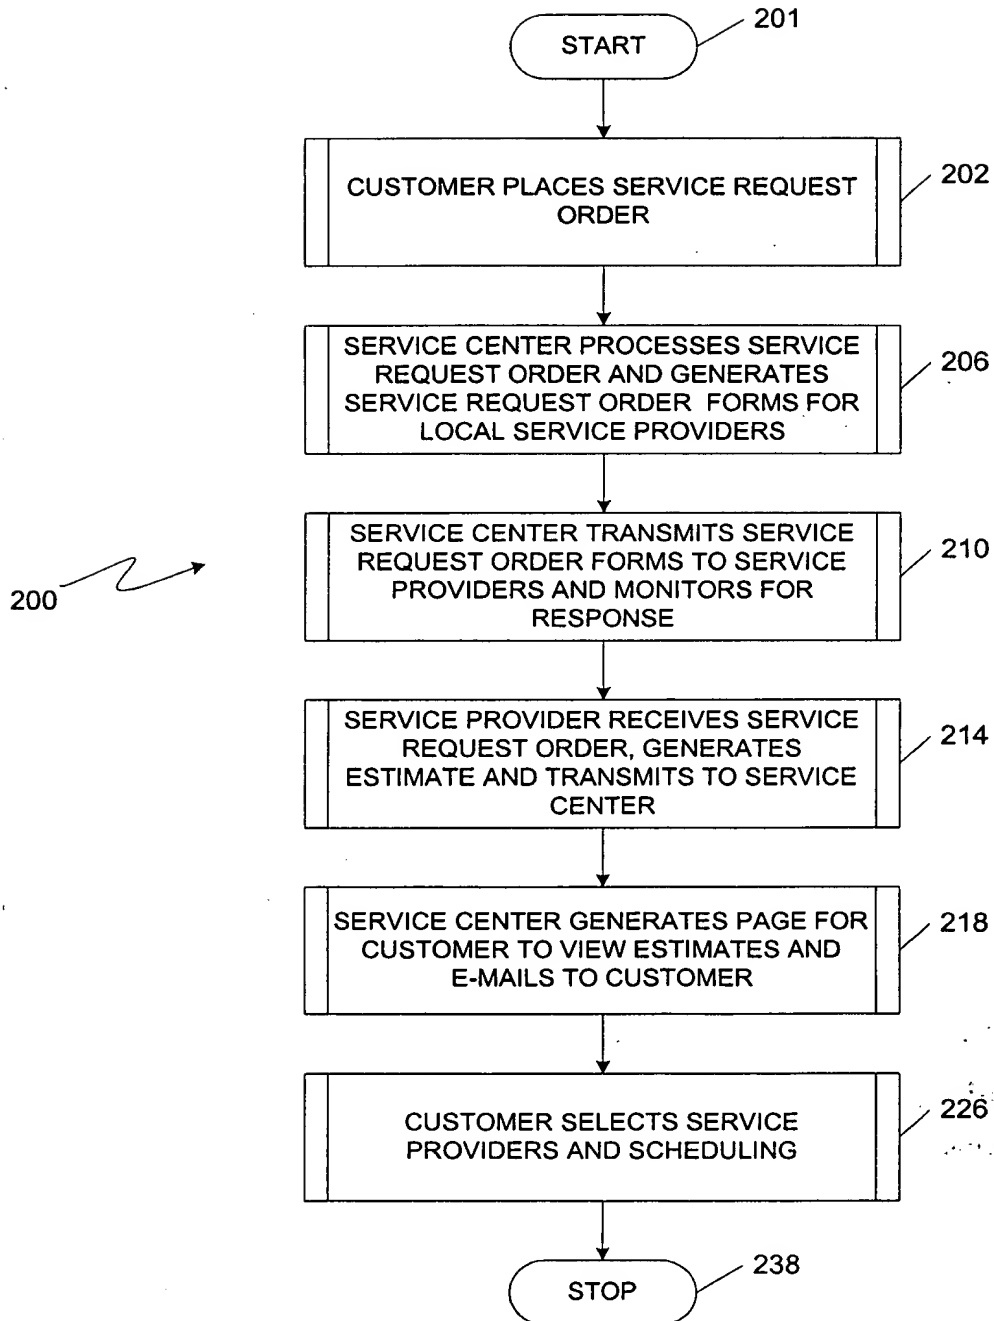 START
201
CUSTOMER PLACES SERVICE REQUEST
ORDER
202
SERVICE CENTER PROCESSES SERVICE
REQUEST ORDER AND GENERATES
SERVICE REQUEST ORDER FORMS FOR
LOCAL SERVICE PROVIDERS
206
SERVICE CENTER TRANSMITS SERVICE
REQUEST ORDER FORMS TO SERVICE
PROVIDERS AND MONITORS FOR
RESPONSE
210
200
SERVICE PROVIDER RECEIVES SERVICE
REQUEST ORDER, GENERATES
ESTIMATE AND TRANSMITS TO SERVICE
CENTER
214
SERVICE CENTER GENERATES PAGE FOR
CUSTOMER TO VIEW ESTIMATES AND
E-MAILS TO CUSTOMER
218
CUSTOMER SELECTS SERVICE
PROVIDERS AND SCHEDULING
226
STOP
238